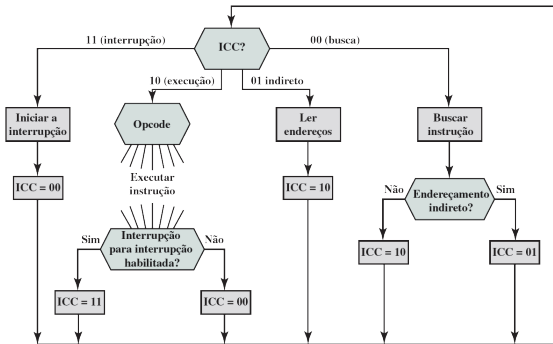 ICC?
11 (interrupção)
00 (busca)
10 (execução)
01 indireto
Iniciar a
interrupção
Opcode
Ler
endereços
Buscar
instrução
Executar
instrução
ICC = 00
ICC = 10
Não
Endereçamento
indireto?
Sim
Sim
Interrupção
para interrupção
habilitada?
Não
ICC = 10
ICC = 01
ICC = 11
ICC = 00